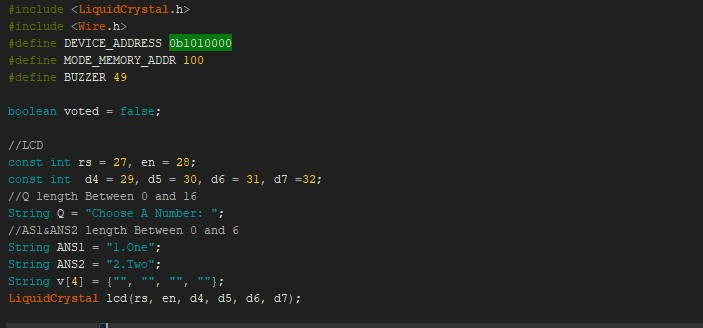 #include <LiquidCrystal.h>
#include <Wire.h>
#define DEVICE_ADDRESS 0b1010000
#define MODE_MEMORY_ADDR 100
#define BUZZER 49
boolean voted = false;
//LCD
const int rs = 27, en = 28;
const int  d4 = 29, d5 = 30, d6 = 31, d7 =32;
//Q length Between 0 and 16
String Q = "Choose A Number: ";
//AS1&ANS2 length Between 0 and 6
String ANS1 = "1.One";
String ANS2 = "2.Two";
String v[4] = {"", "", "", ""};
LiquidCrystal lcd(rs, en, d4, d5, d6, d7);